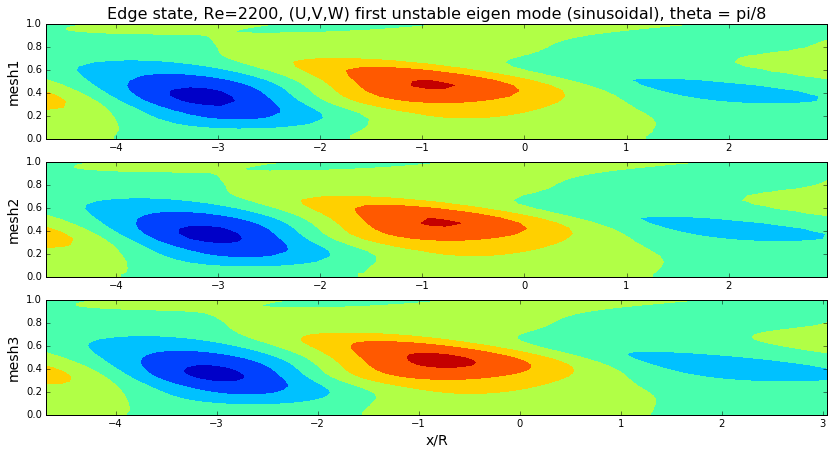 Edge state, Re=2200, (U,V,W) first unstable eigen mode (sinusoidal), theta = pi/8
mesh1
1.0
0.8
0.6
0.4
0.2
0.0
−4 −3 −2 −1 0 1 2
mesh2
1.0
0.8
0.6
0.4
0.2
0.0
−4 −3 −2 −1 0 1 2
mesh3
1.0
0.8
0.6
0.4
0.2
0.0
−4 −3 −2 −1 0 1 2 3
x/R